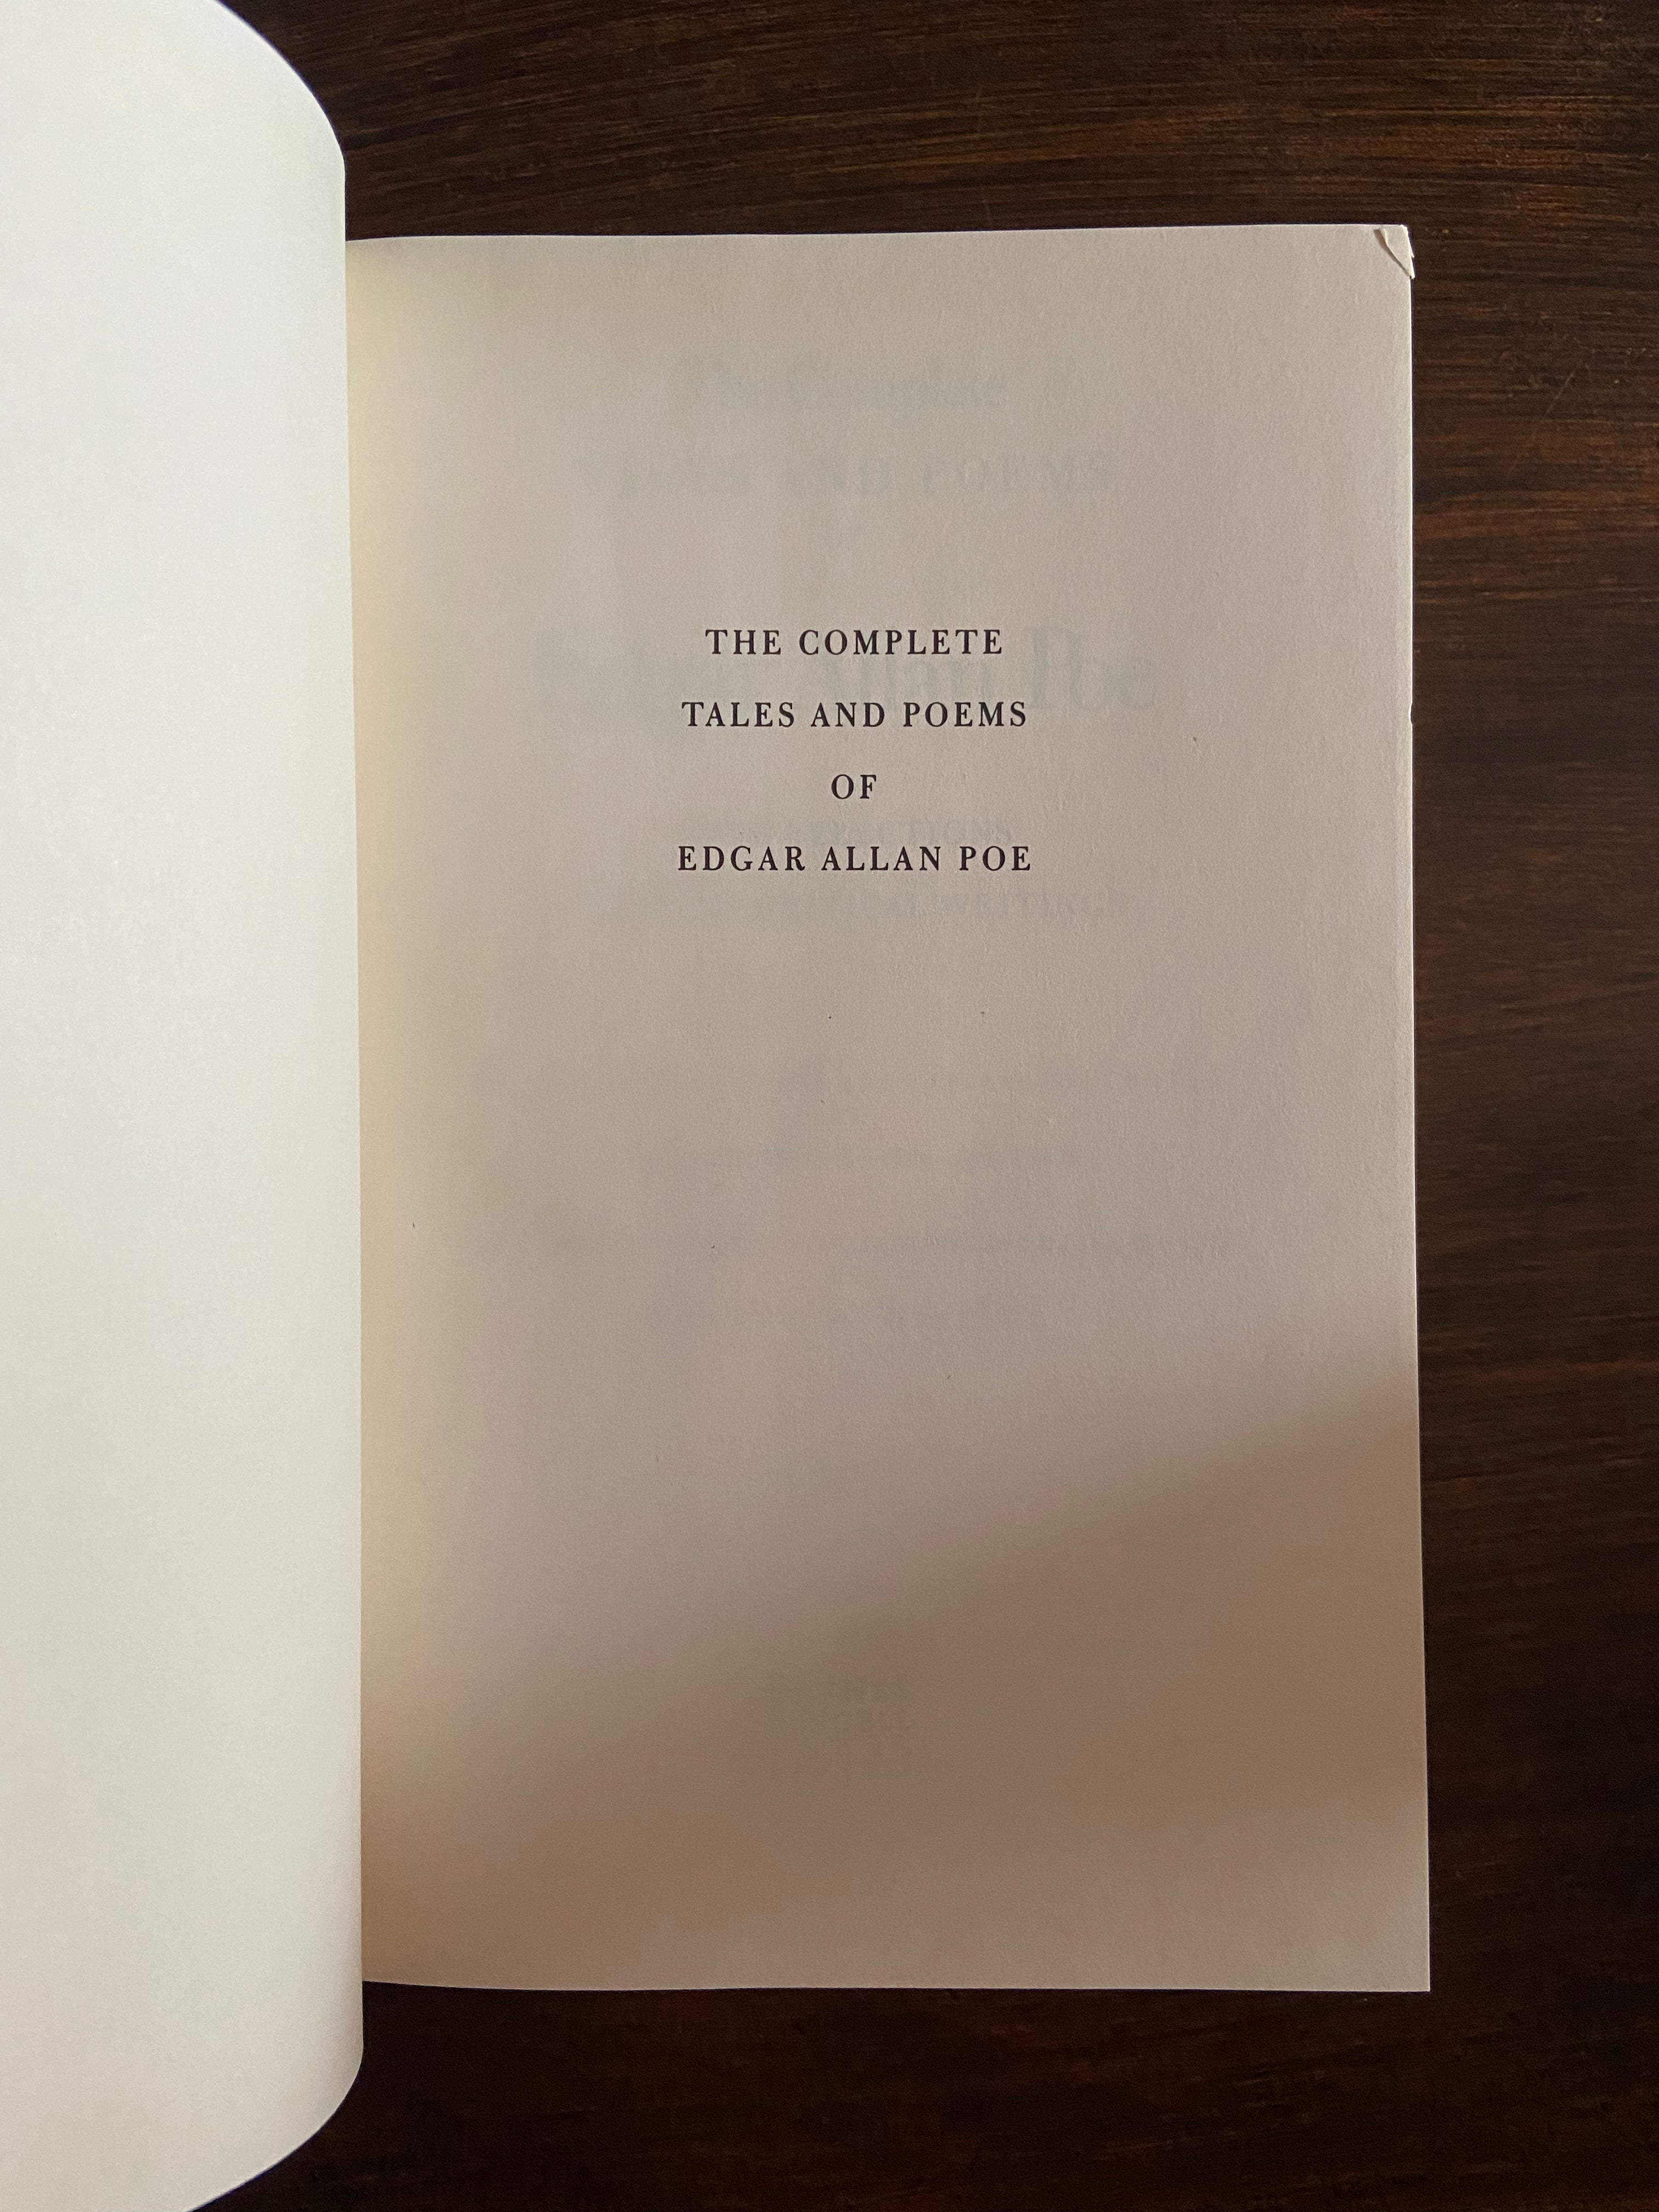 THE COMPLETE
TALES AND POEMS
OF
EDGAR ALLAN POE